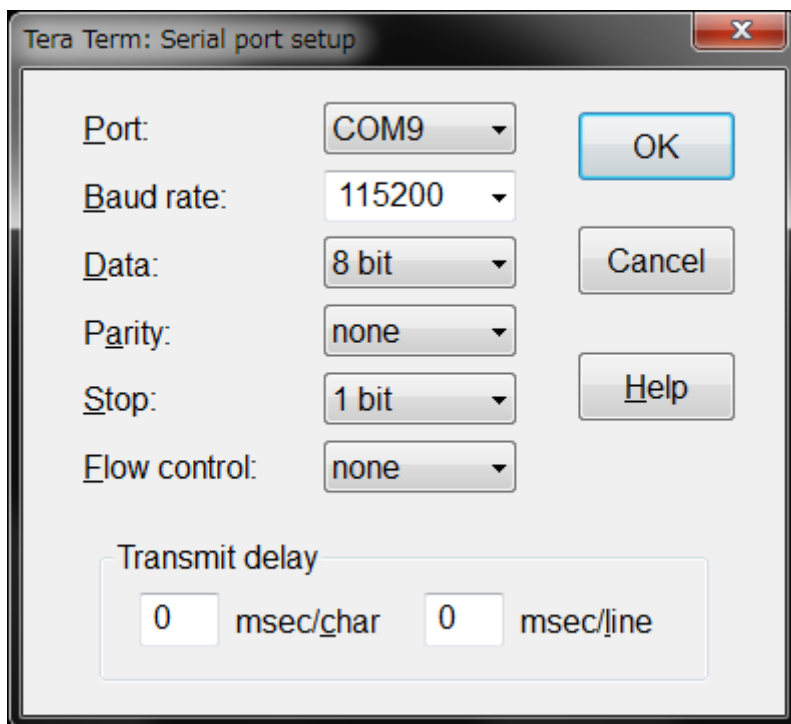 Tera Term: Serial port setup
Port: COM9
OK
Baud rate: 115200
Data: 8 bit
Cancel
Parity: none
Stop: 1 bit
Help
Flow control: none
Transmit delay
0 msec/char 0 msec/line